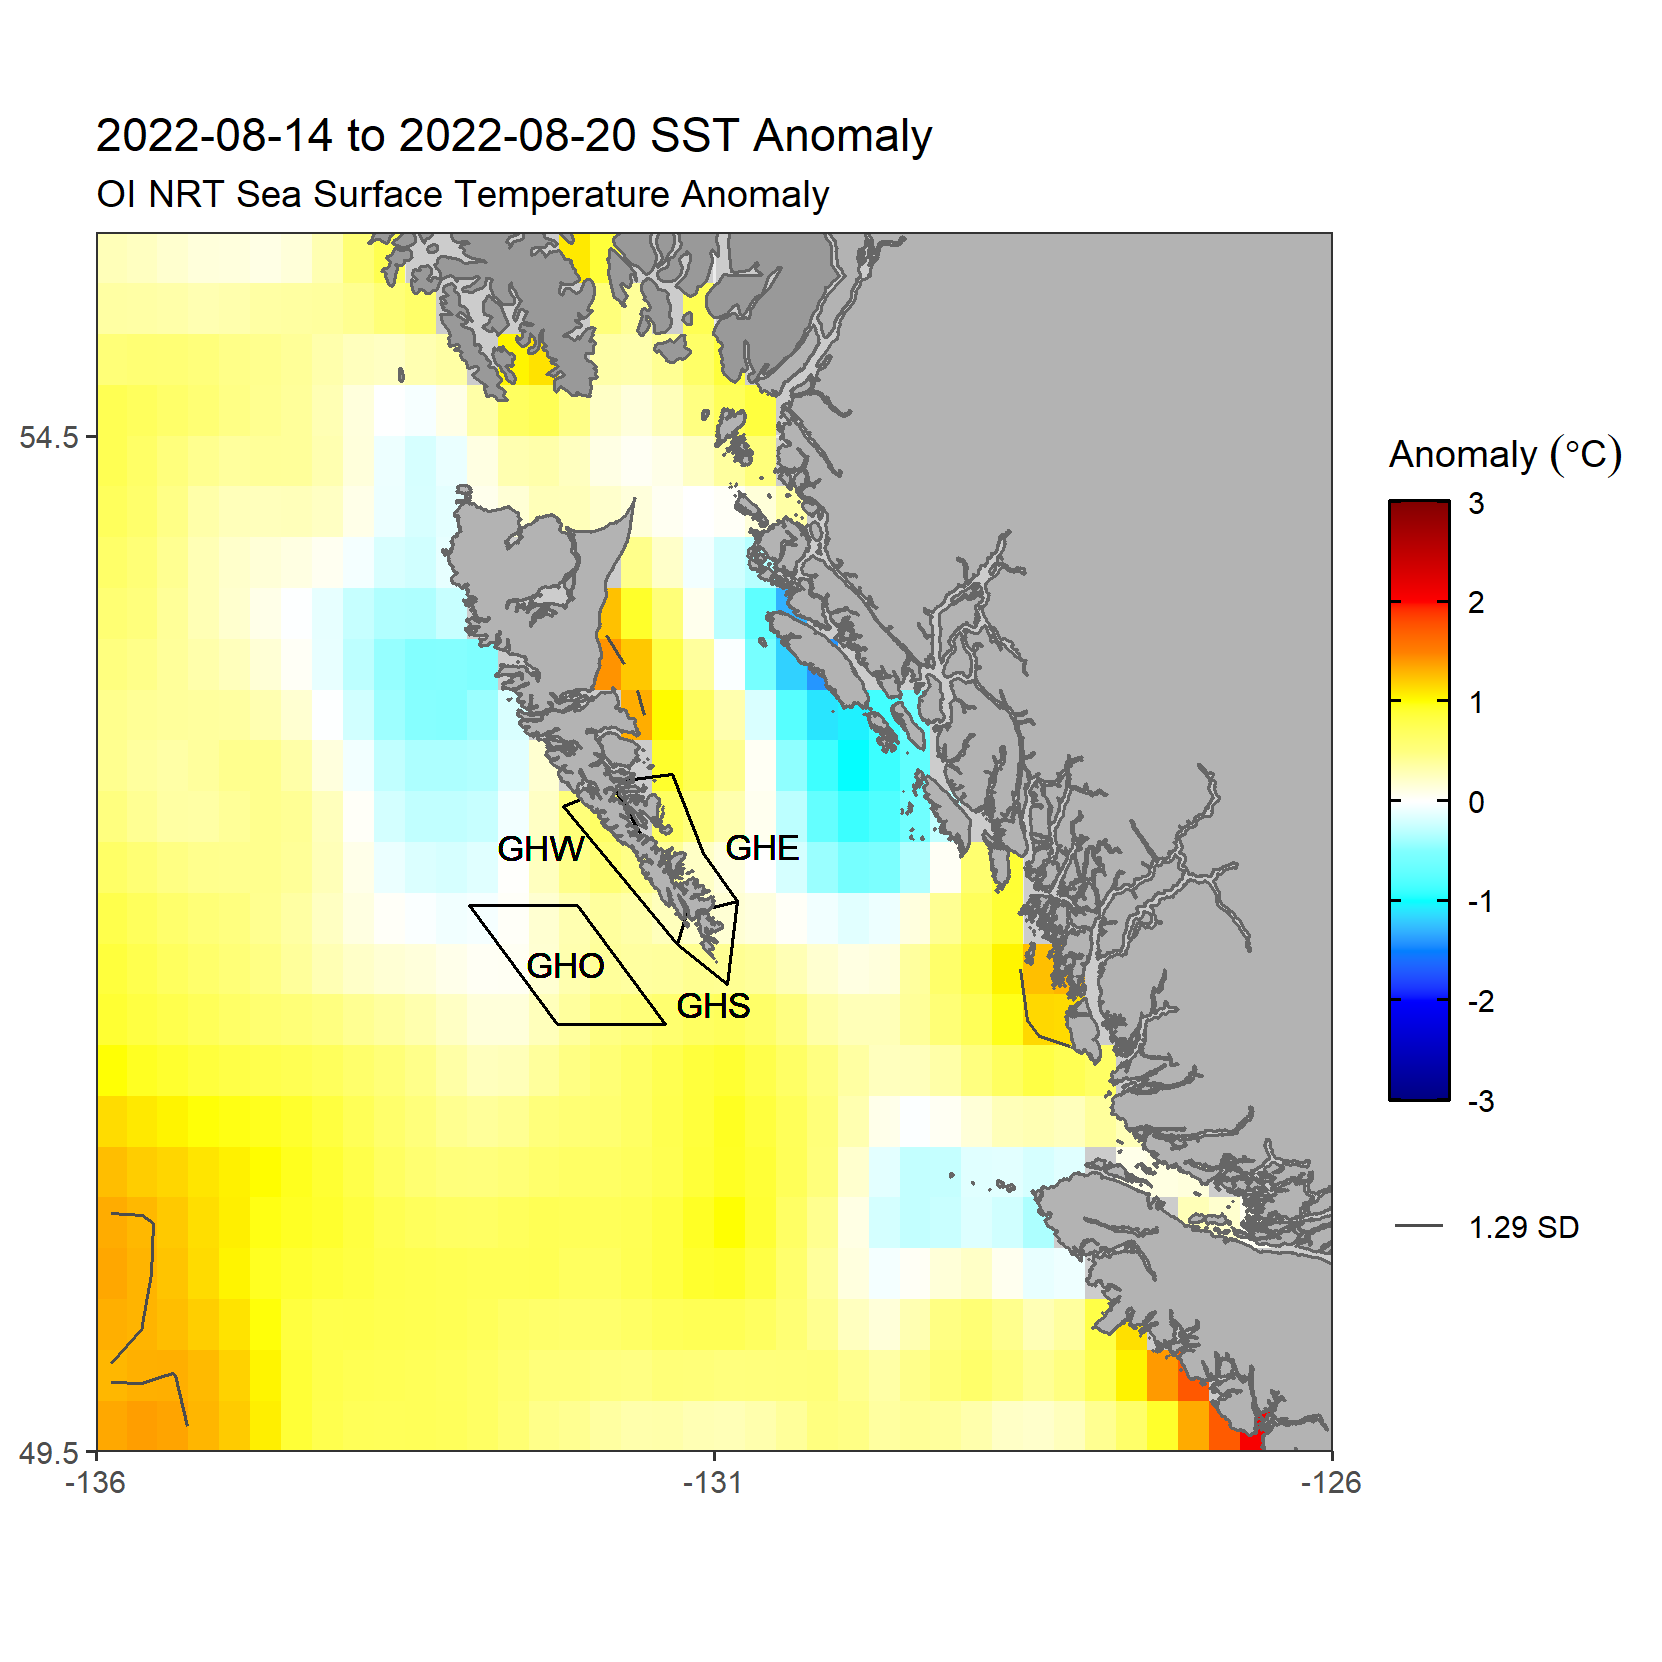 2022-08-14 to 2022-08-20 SST Anomaly
OI NRT Sea Surface Temperature Anomaly
54.5
49.5
-136
-131
-126
GHW
GHE
GHO
GHS
Anomaly (°C)
3
2
1
0
-1
-2
-3
1.29 SD